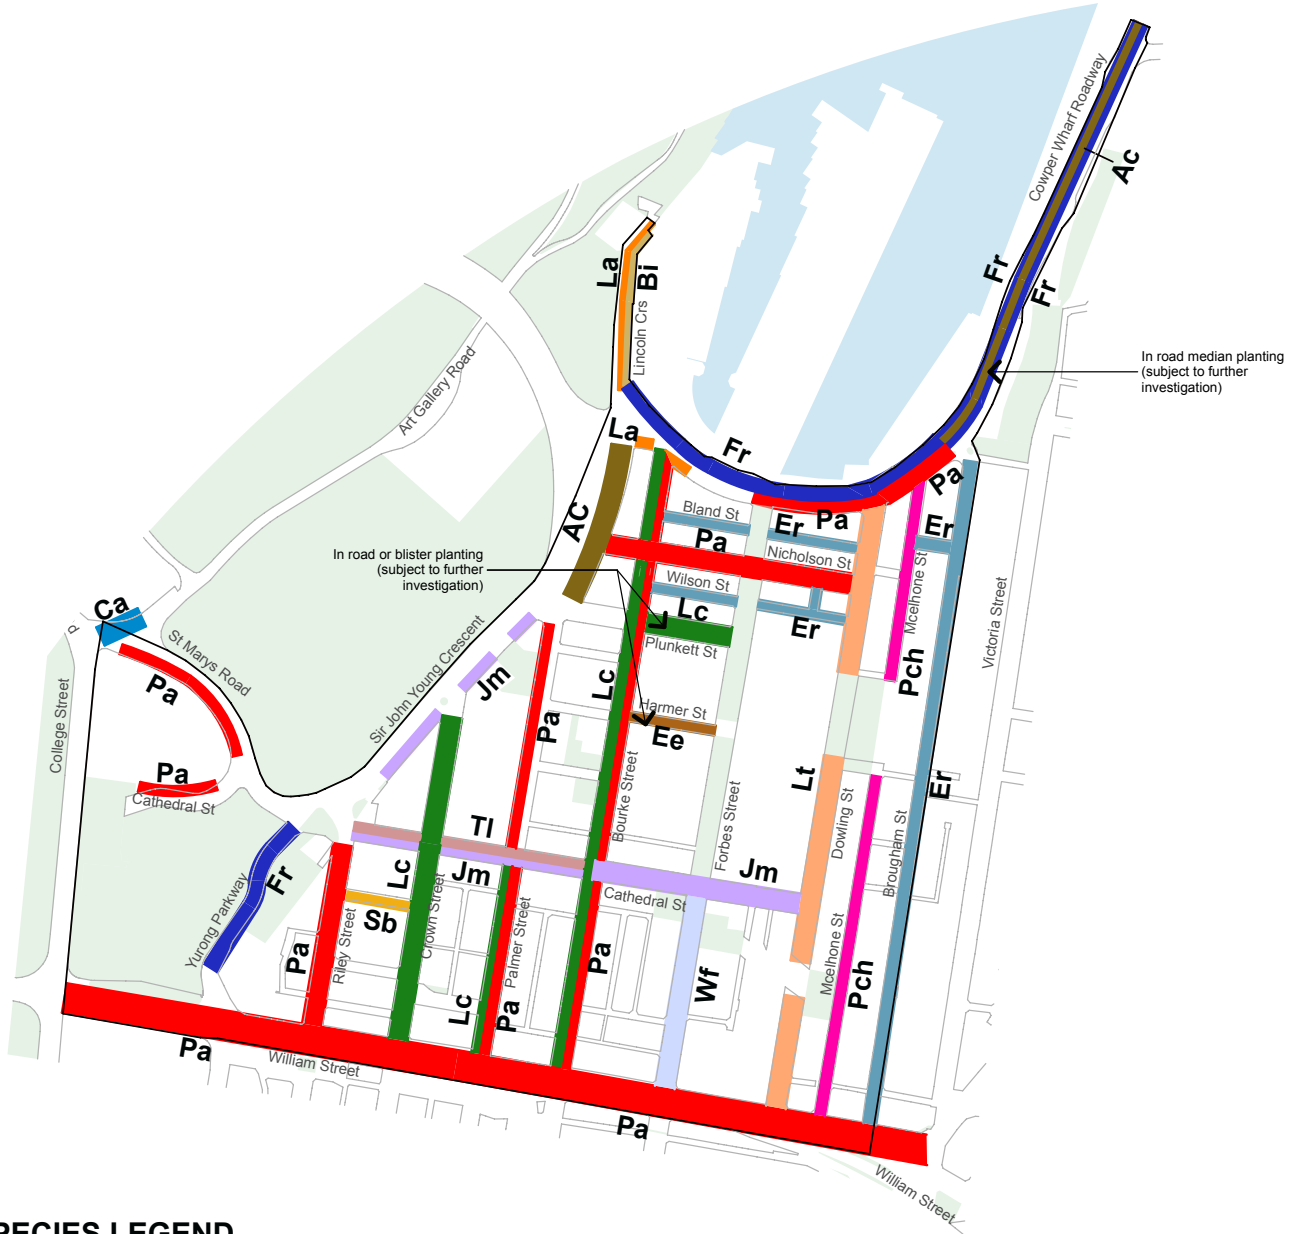 Cowper Wharf Roadway
Ac
La
Bi
Fr
Fr
Lincoln Crs
In road median planting
(subject to further
investigation)
Art Gallery Road
La
Fr
Pa
AC
Bland St
Er
Pa
Er
Pa
Nicholson St
In road or blister planting
(subject to further
investigation)
Wilson St
Mcelhone St
Ca
Lc
Er
Victoria Street
St Marys Road
Plunkett St
Sir John Young Crescent
Pa
Jm
Lc
Pch
College Street
Pa
Harmer St
Ee
Pa
Cathedral St
Bourke Street
Lt
Er
Forbes Street
Dowling St
Brougham St
Tl
Fr
Lc
Jm
Jm
Cathedral St
Yurong Parkway
Sb
Crown Street
Riley Street
Pa
Palmer Street
Pa
Wf
Mcelhone St
Pch
Lc
Pa
Pa
William Street
Pa
William Street
PECIES LEGEND